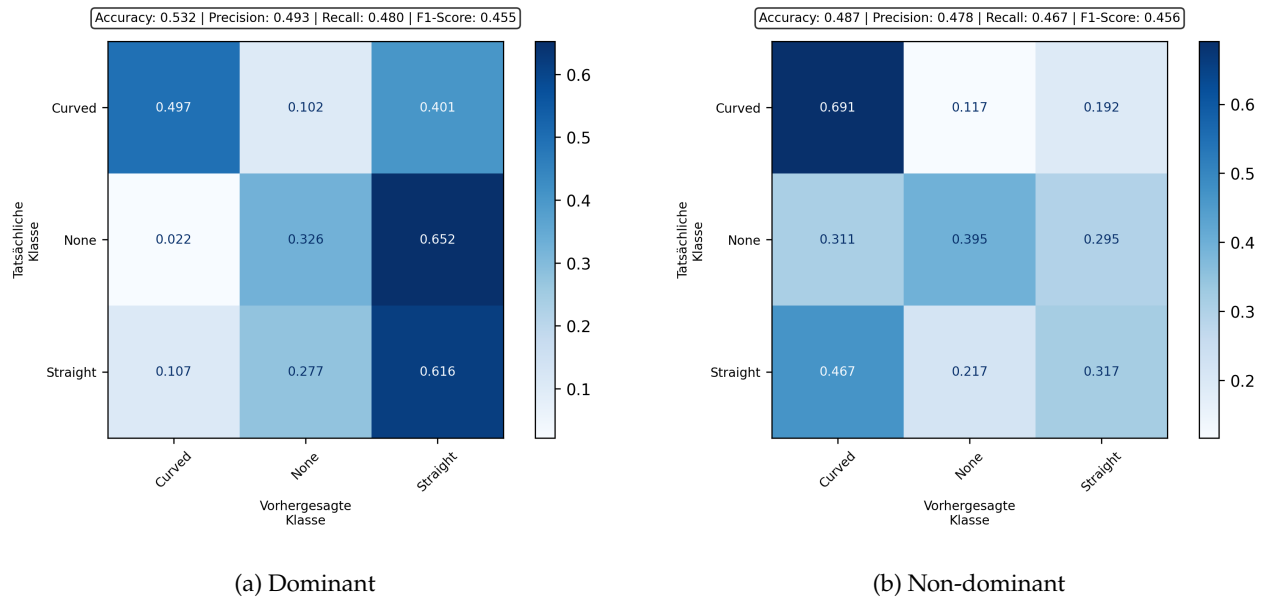 Accuracy: 0.532 | Precision: 0.493 | Recall: 0.480 | F1-Score: 0.455
Curved 0.497 0.102 0.401
None 0.022 0.326 0.652
Straight 0.107 0.277 0.616
Tatsächliche
Klasse
Curved None Straight
Vorhergesagte
Klasse
0.6
0.5
0.4
0.3
0.2
0.1
(a) Dominant
Accuracy: 0.487 | Precision: 0.478 | Recall: 0.467 | F1-Score: 0.456
Curved 0.691 0.117 0.192
None 0.311 0.395 0.295
Straight 0.467 0.217 0.317
Tatsächliche
Klasse
Curved None Straight
Vorhergesagte
Klasse
0.6
0.5
0.4
0.3
0.2
(b) Non-dominant